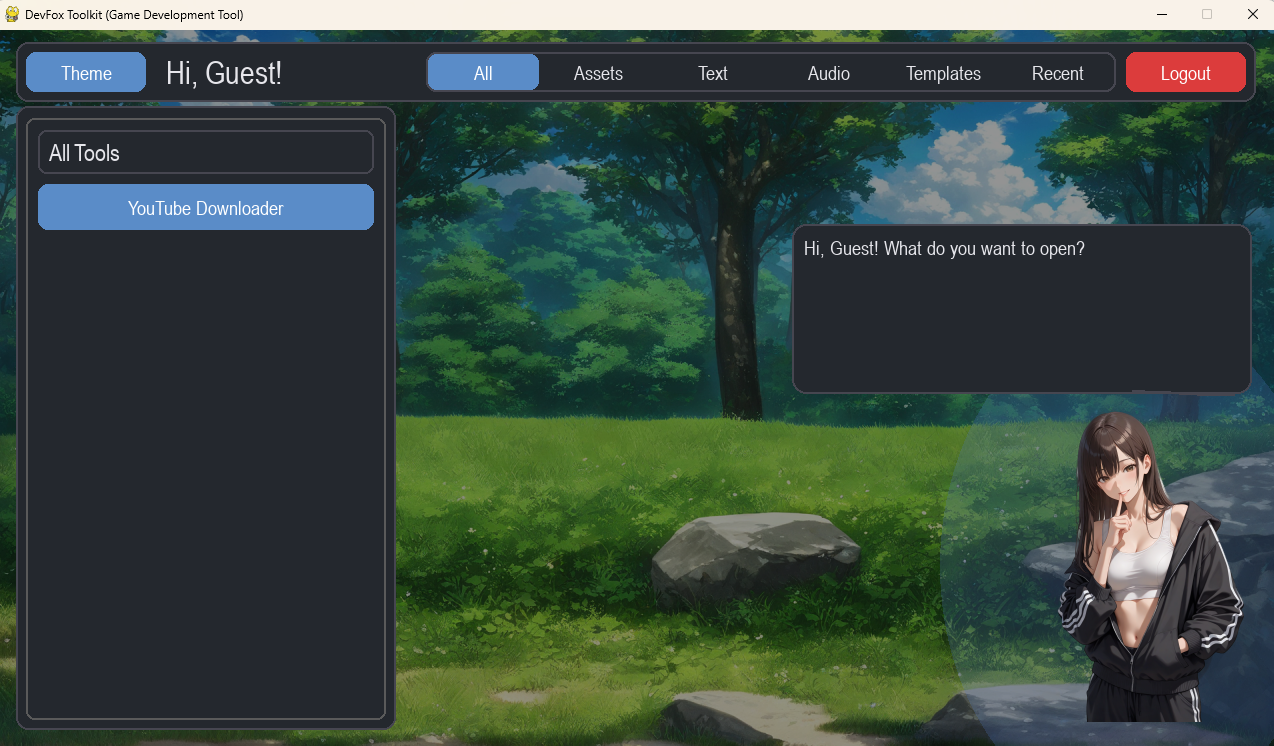 DevFox Toolkit (Game Development Tool)
Theme
Hi, Guest!
All
Assets
Text
Audio
Templates
Recent
Logout
All Tools
YouTube Downloader
Hi, Guest! What do you want to open?